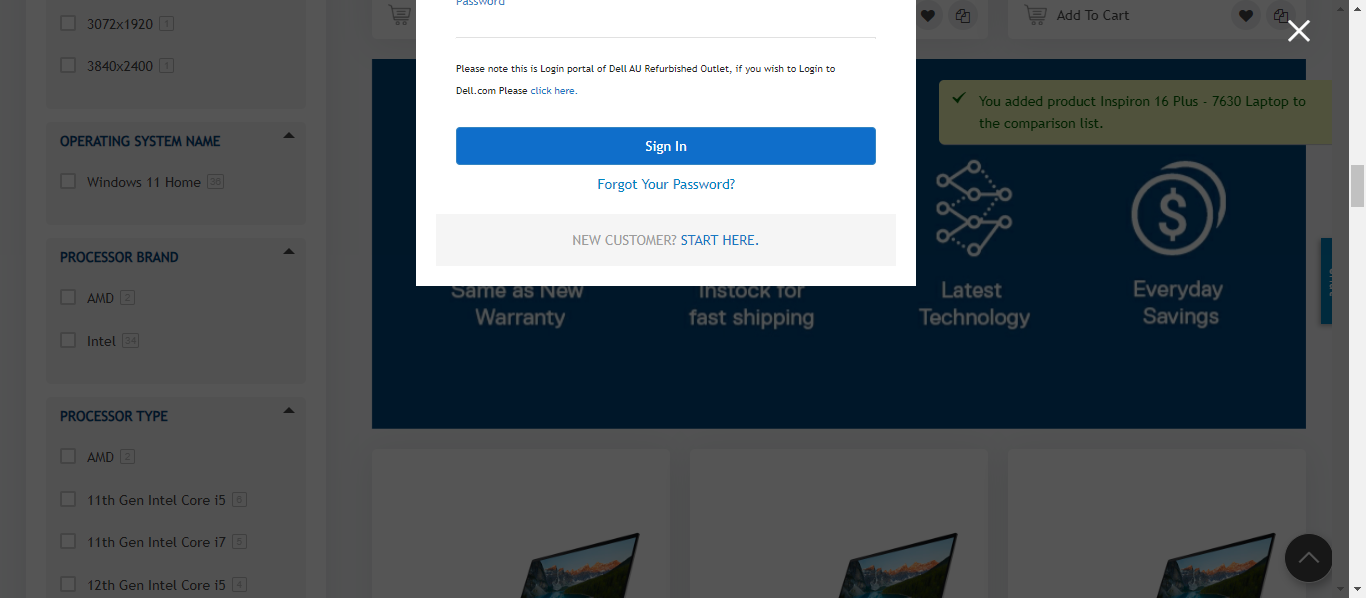 3072x1920 1
3840x2400 1
OPERATING SYSTEM NAME
Windows 11 Home 36
PROCESSOR BRAND
AMD 2
Intel 34
PROCESSOR TYPE
AMD 2
11th Gen Intel Core i5 6
11th Gen Intel Core i7 5
12th Gen Intel Core i5 4
Password
Please note this is Login portal of Dell AU Refurbished Outlet, if you wish to Login to
Dell.com Please click here.
Sign In
Forgot Your Password?
NEW CUSTOMER? START HERE.
Add To Cart
You added product Inspiron 16 Plus - 7630 Laptop to
the comparison list.
Same as New
Warranty
Instock for
fast shipping
Latest
Technology
Everyday
Savings